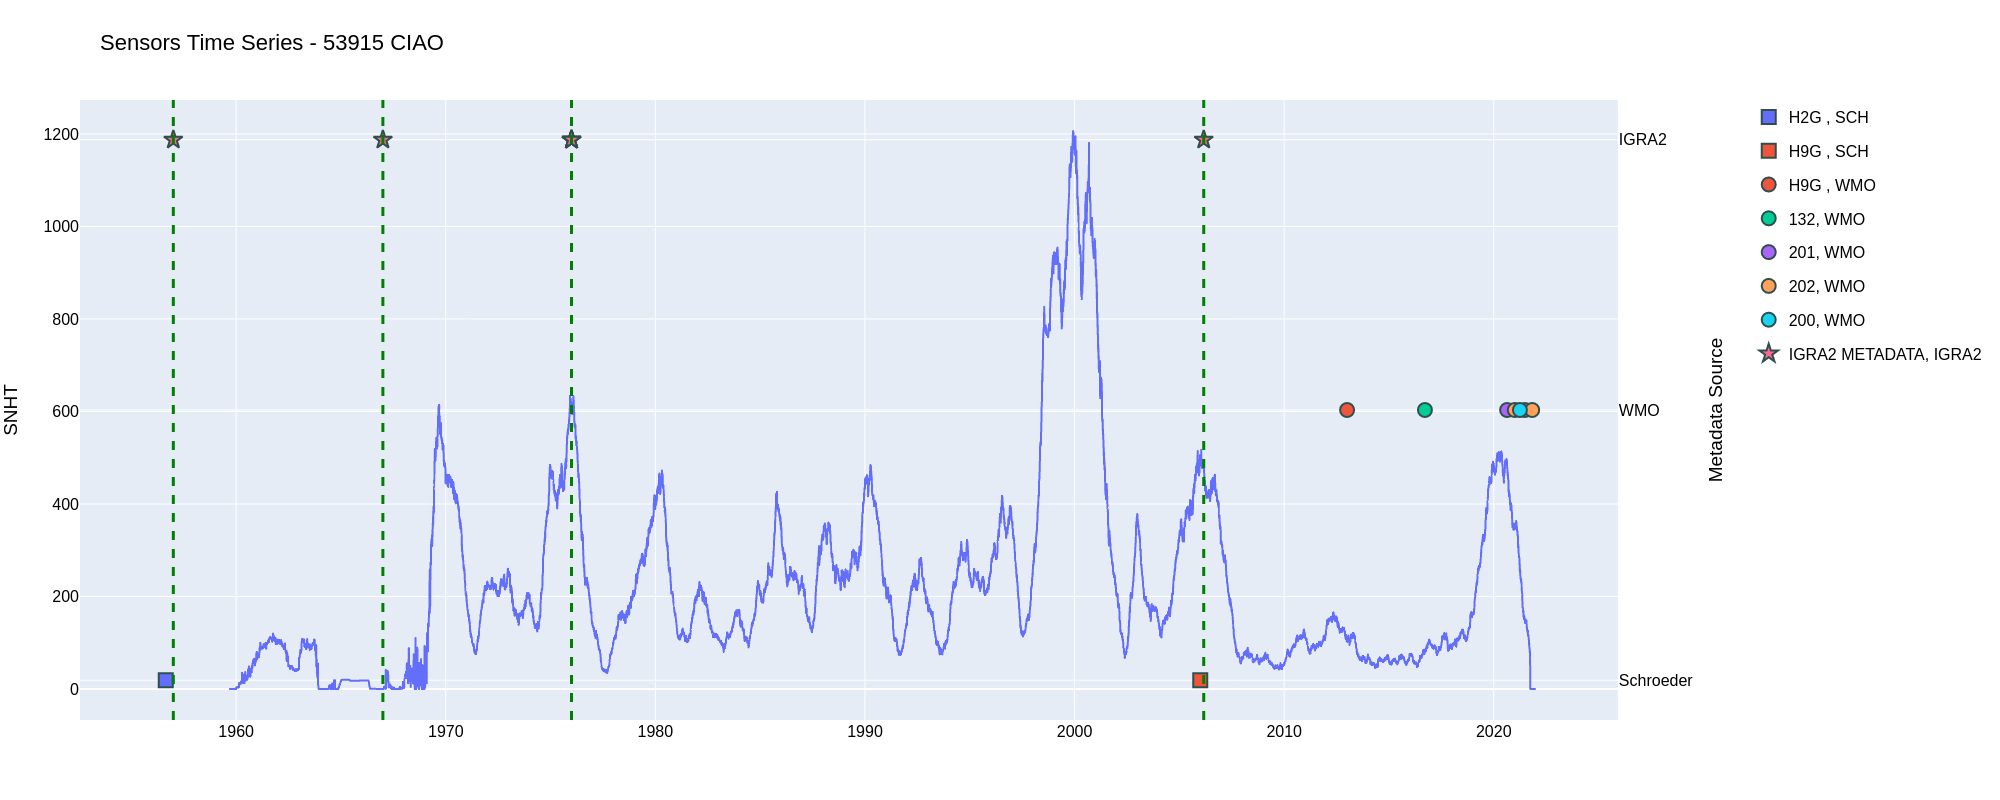 Sensors Time Series - 53915 CIAO
SNHT
1200
1000
800
600
400
200
0
1960
1970
1980
1990
2000
2010
2020
IGRA2
WMO
Schroeder
Metadata Source
H2G , SCH
H9G , SCH
H9G , WMO
132, WMO
201, WMO
202, WMO
200, WMO
IGRA2 METADATA, IGRA2